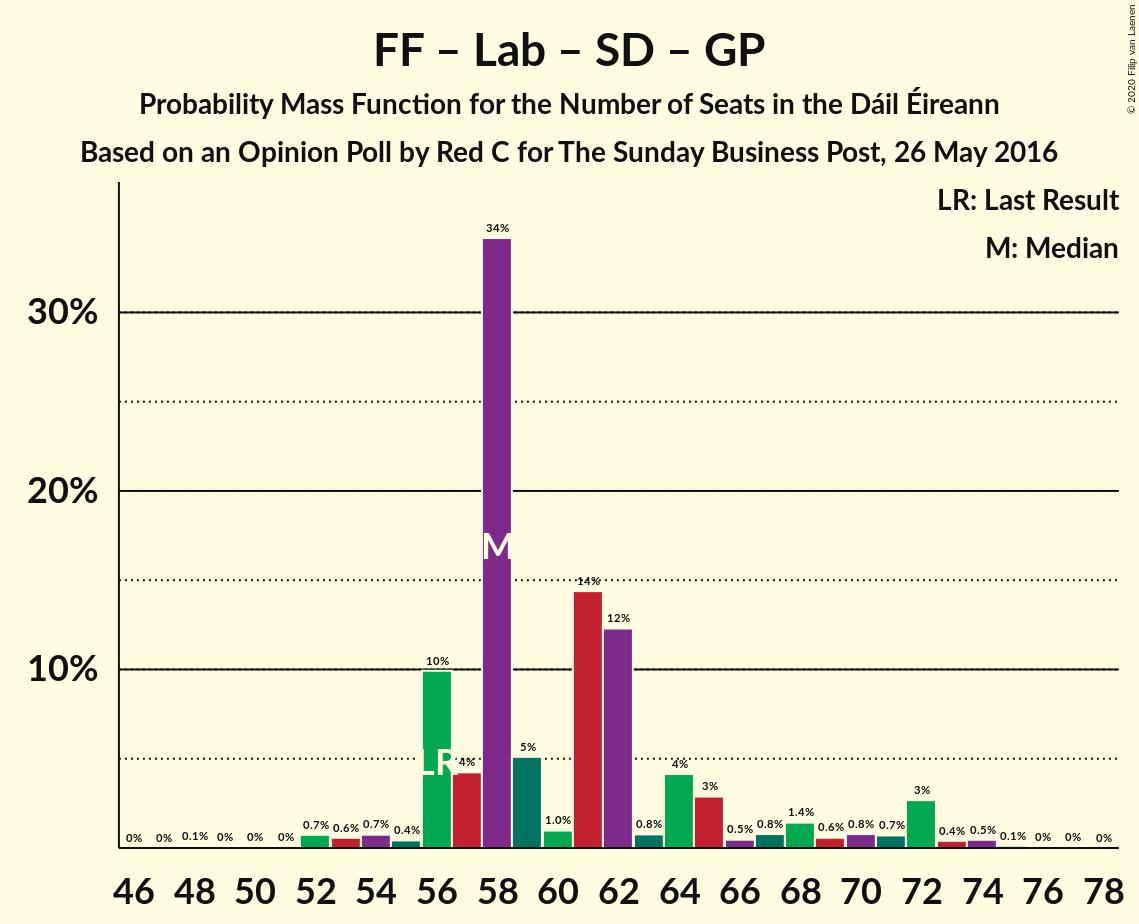 FF – Lab – SD – GP
Probability Mass Function for the Number of Seats in the Dáil Éireann
Based on an Opinion Poll by Red C for The Sunday Business Post, 26 May 2016
© 2020 Filip van Laenen
LR: Last Result
M: Median
30%
20%
10%
0% 0% 0.1% 0% 0% 0% 0.7% 0.6% 0.7% 0.4% 10% 4% 34% 5% 1.0% 14% 12% 0.8% 4% 3% 0.5% 0.8% 1.4% 0.6% 0.8% 0.7% 3% 0.4% 0.5% 0.1% 0% 0% 0%
M
LR
46 48 50 52 54 56 58 60 62 64 66 68 70 72 74 76 78